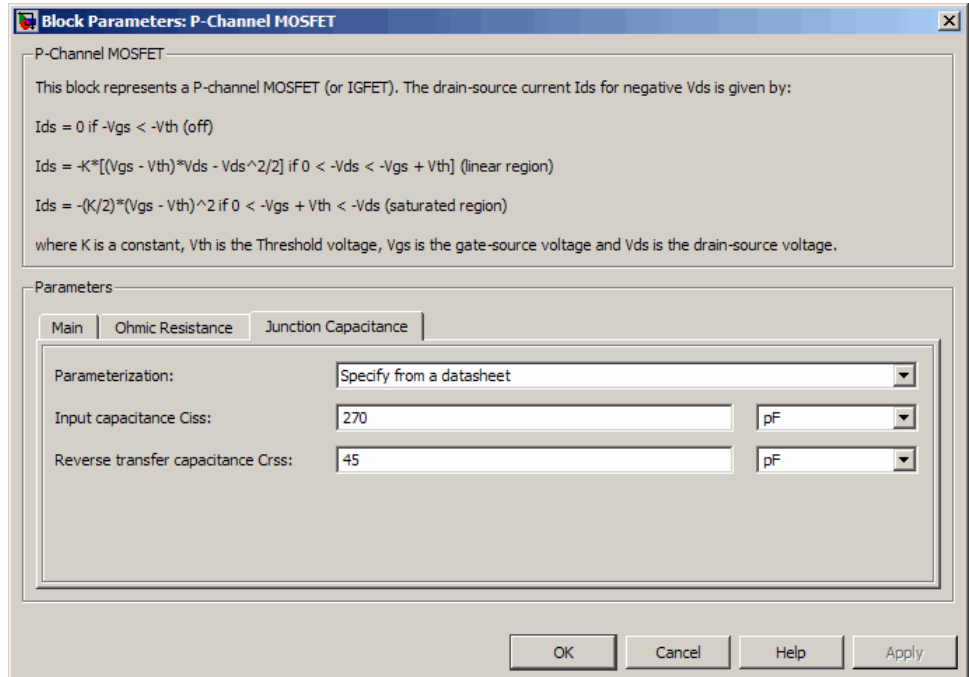 Block Parameters: P-Channel MOSFET
P-Channel MOSFET
This block represents a P-channel MOSFET (or IGFET). The drain-source current Ids for negative Vds is given by:
Ids = 0 if -Vgs < -Vth (off)
Ids = -K*[(Vgs - Vth)*Vds - Vds^2/2] if 0 < -Vds < -Vgs + Vth] (linear region)
Ids = -(K/2)*(Vgs - Vth)^2 if 0 < -Vgs + Vth < -Vds (saturated region)
where K is a constant, Vth is the Threshold voltage, Vgs is the gate-source voltage and Vds is the drain-source voltage.
Parameters
Main Ohmic Resistance Junction Capacitance
Parameterization: Specify from a datasheet
Input capacitance Ciss: 270 pF
Reverse transfer capacitance Crss: 45 pF
OK Cancel Help Apply